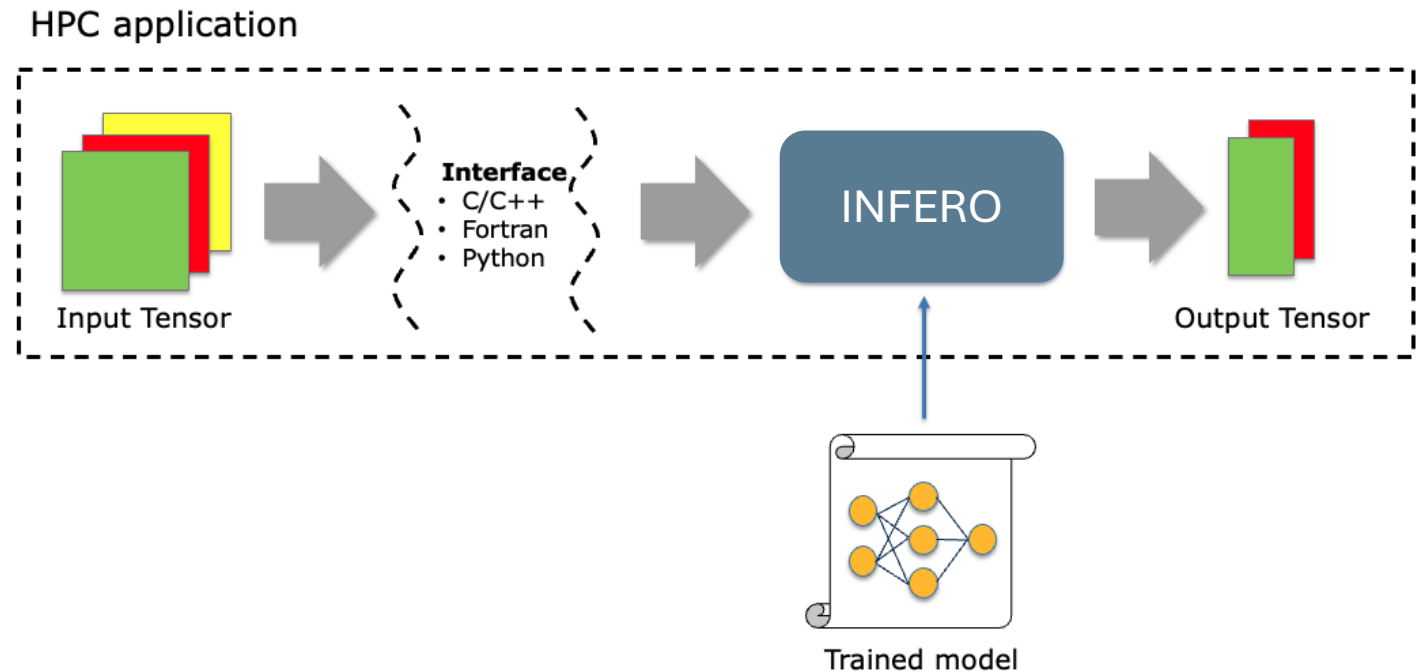 HPC application
Input Tensor
Interface
• C/C++
• Fortran
• Python
INFERO
Output Tensor
Trained model